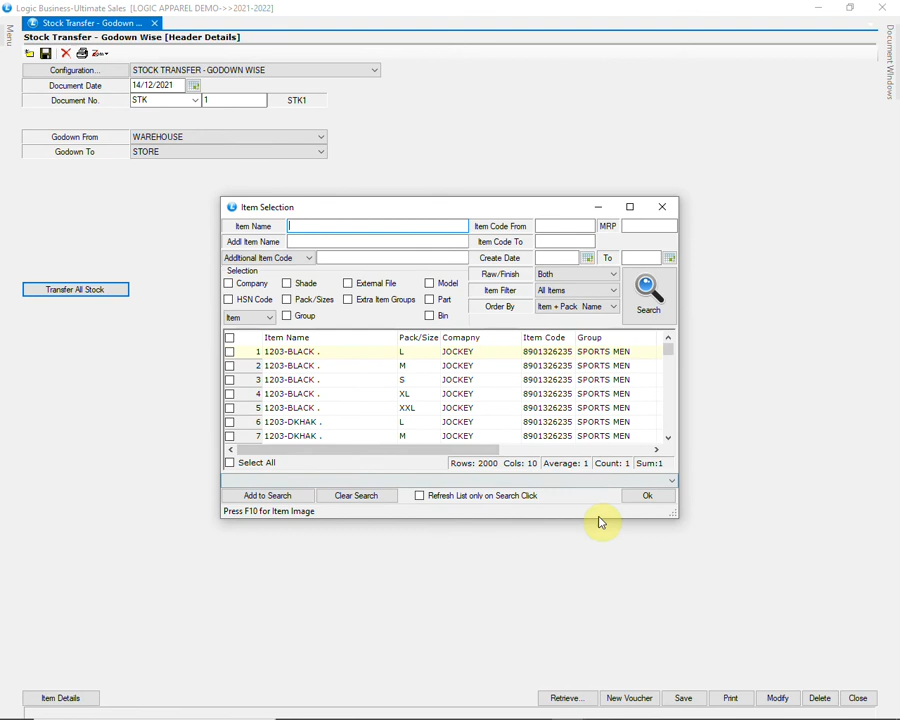 Logic Business-Ultimate Sales [LOGIC APPAREL DEMO->>2021-2022]
Menu
Stock Transfer - Godown ...
Document Windows
Stock Transfer - Godown Wise [Header Details]
Configuration... STOCK TRANSFER - GODOWN WISE
Document Date 14/12/2021
Document No. STK 1 STK1
Godown From WAREHOUSE
Godown To STORE
Transfer All Stock
Item Selection
Item Name Item Code From MRP
Addl Item Name Item Code To
Addtional Item Code Create Date To
Selection Raw/Finish Both
Company Shade External File Model Item Filter All Items
HSN Code Pack/Sizes Extra Item Groups Part Order By Item + Pack Name Search
Item Group Bin
Item Name Pack/Size Comapny Item Code Group
1 1203-BLACK . L JOCKEY 8901326235 SPORTS MEN
2 1203-BLACK . M JOCKEY 8901326235 SPORTS MEN
3 1203-BLACK . S JOCKEY 8901326235 SPORTS MEN
4 1203-BLACK . XL JOCKEY 8901326235 SPORTS MEN
5 1203-BLACK . XXL JOCKEY 8901326235 SPORTS MEN
6 1203-DKHAK . L JOCKEY 8901326235 SPORTS MEN
7 1203-DKHAK . M JOCKEY 8901326235 SPORTS MEN
Select All Rows: 2000 Cols: 10 Average: 1 Count: 1 Sum:1
Add to Search Clear Search Refresh List only on Search Click Ok
Press F10 for Item Image
Item Details Retrieve... New Voucher Save Print Modify Delete Close